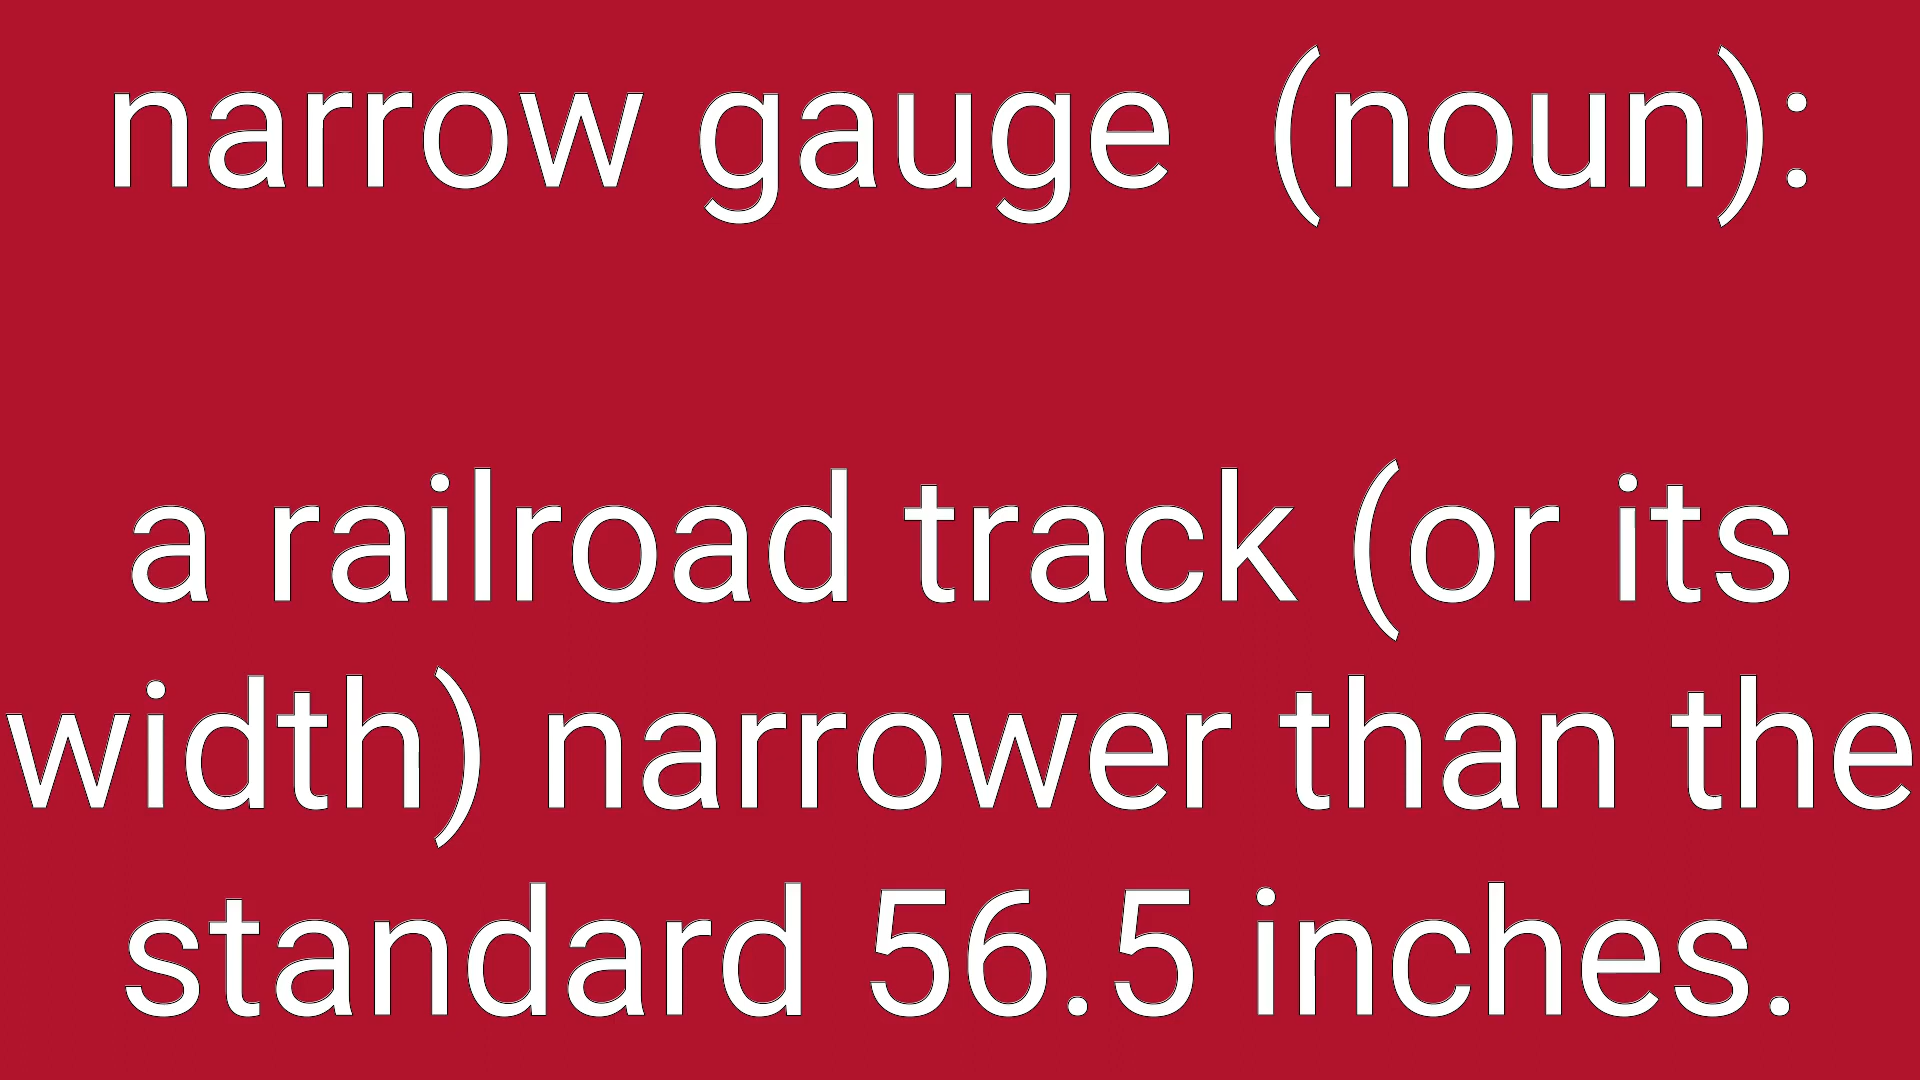 narrow gauge  (noun):
a railroad track (or its
width) narrower than the
standard 56.5 inches.